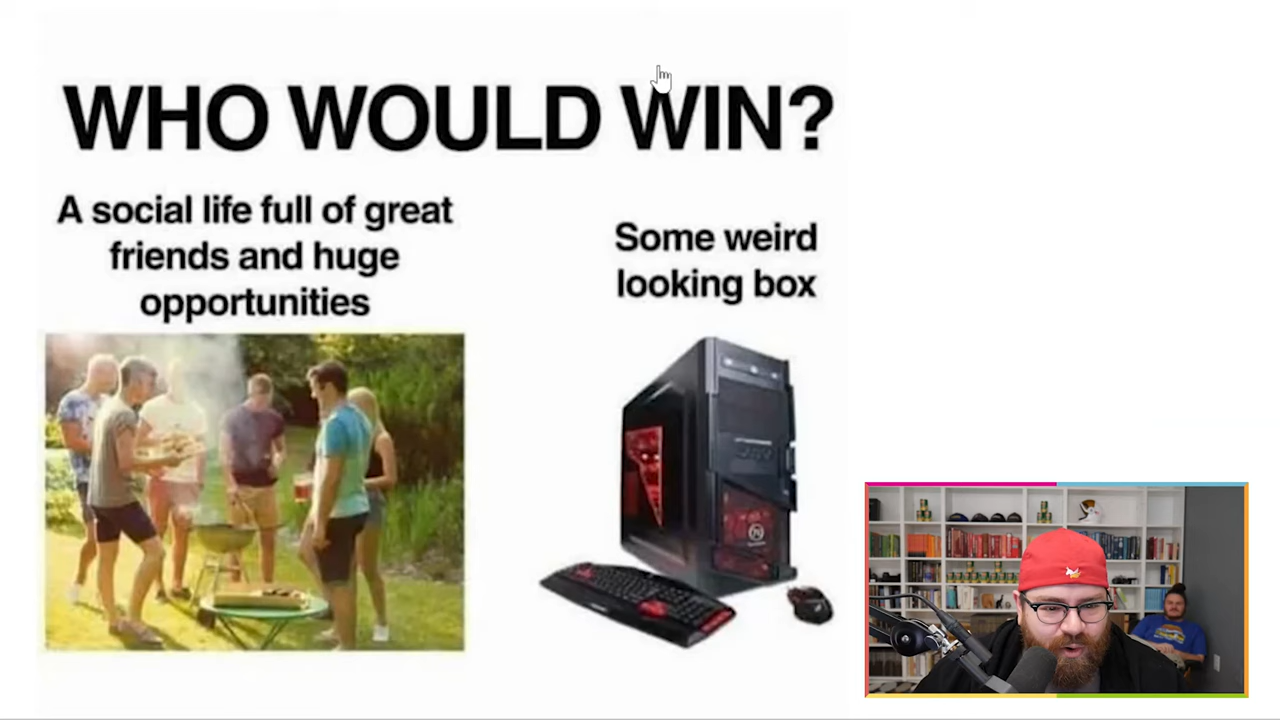 WHO WOULD WIN?
A social life full of great
friends and huge
opportunities
Some weird
looking box